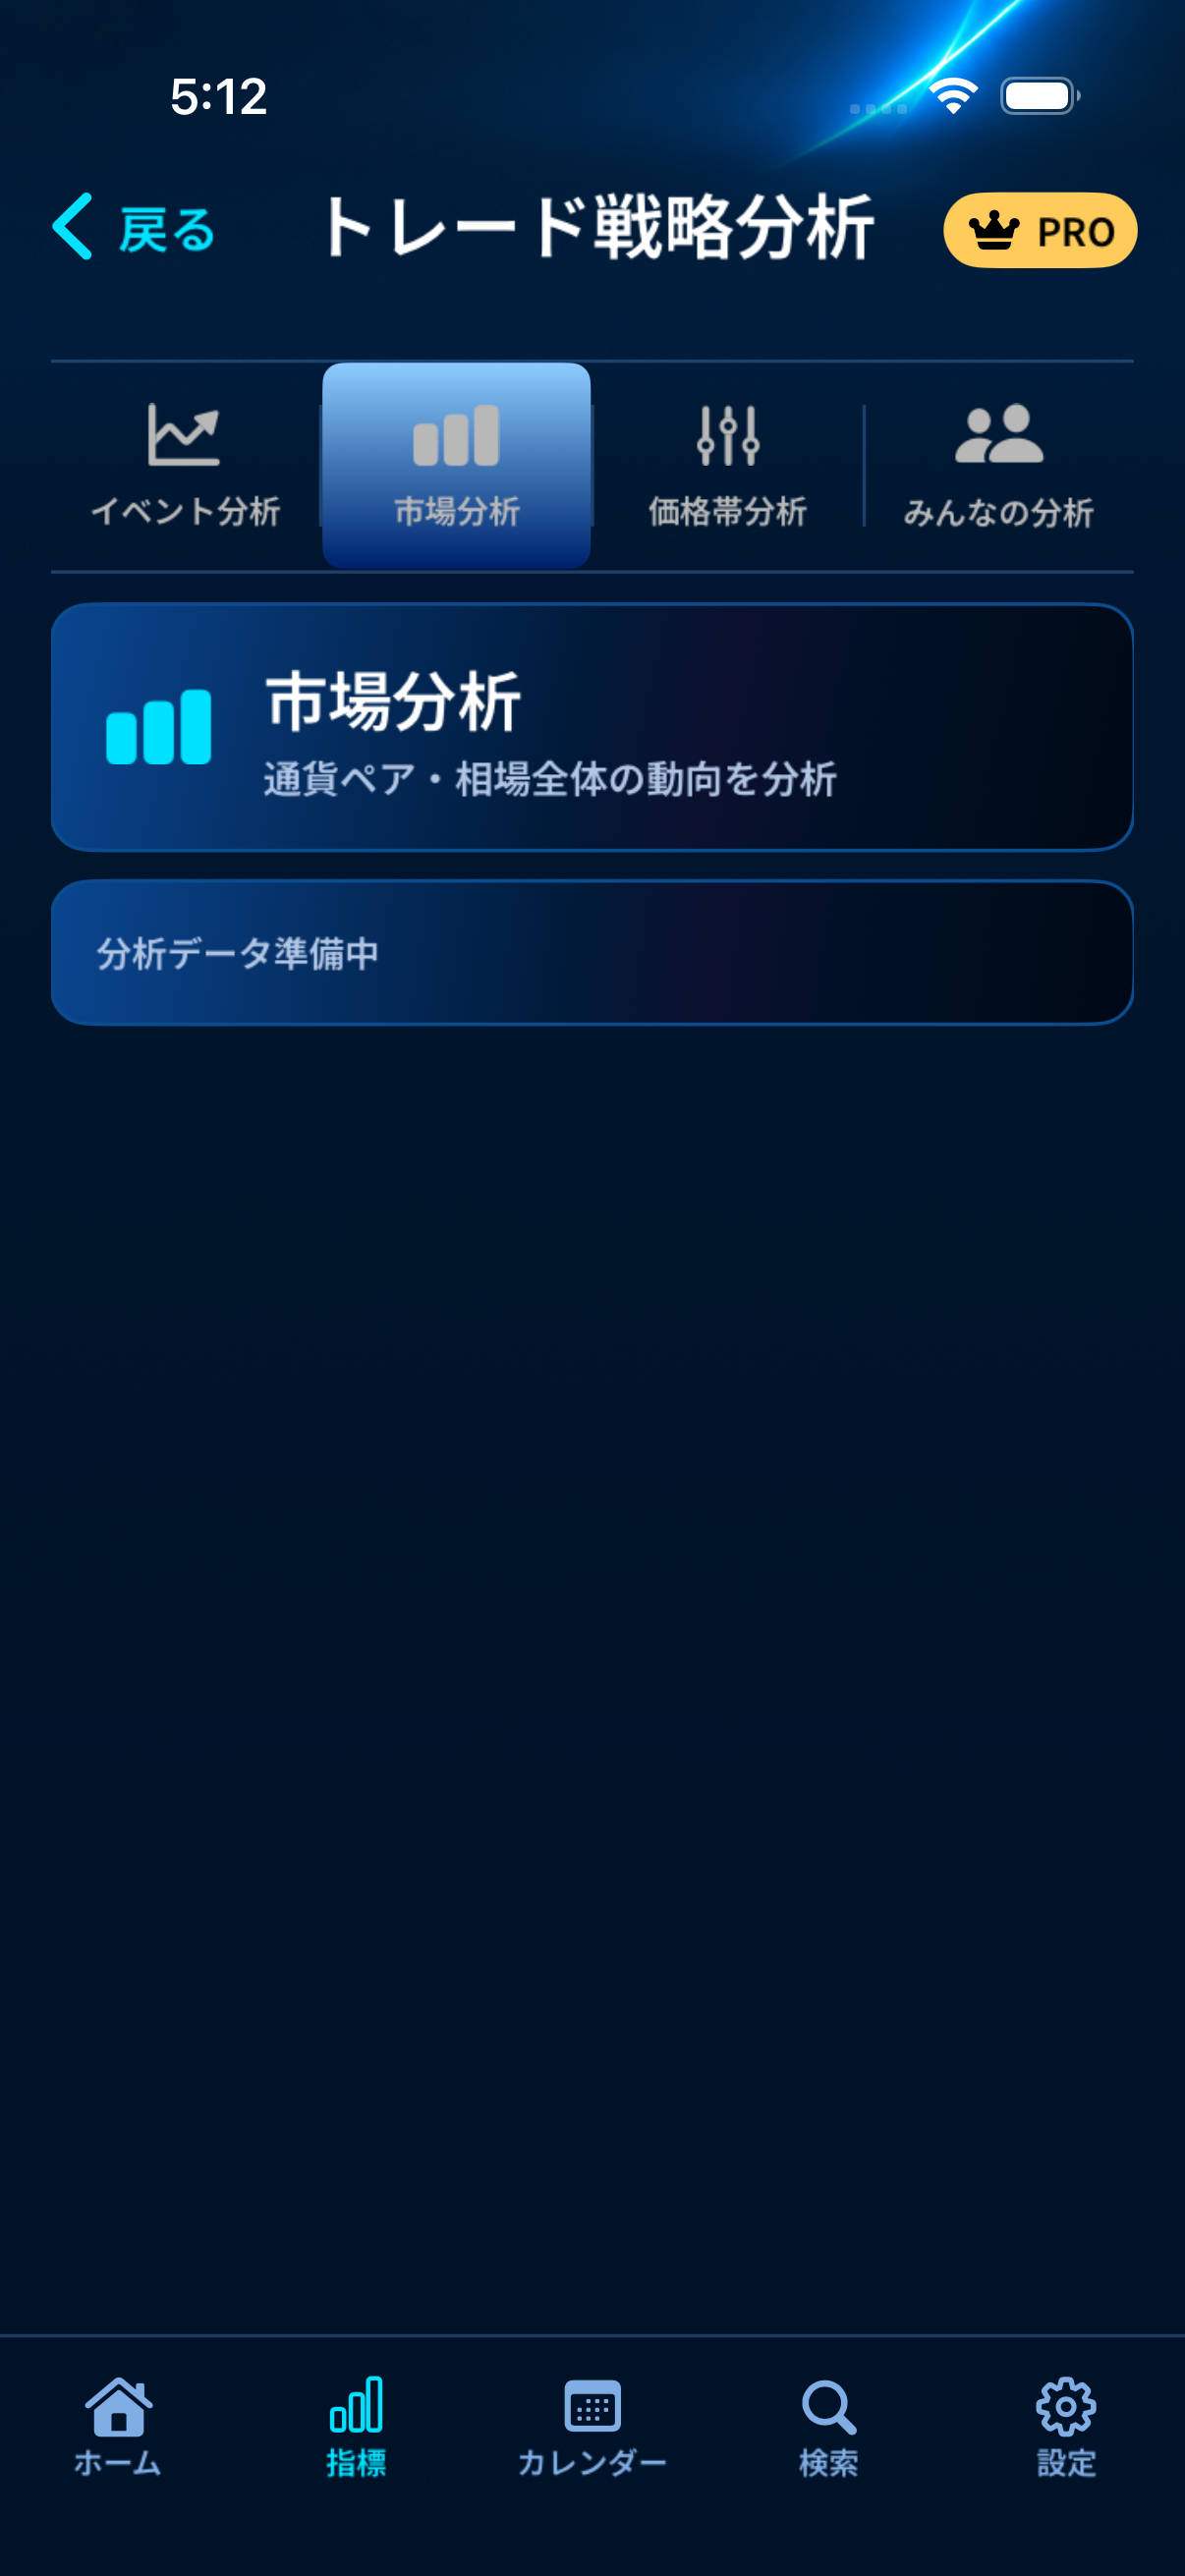 5:12
戻る
トレード戦略分析
PRO
イベント分析
市場分析
価格帯分析
みんなの分析
市場分析
通貨ペア・相場全体の動向を分析
分析データ準備中
ホーム
指標
カレンダー
検索
設定